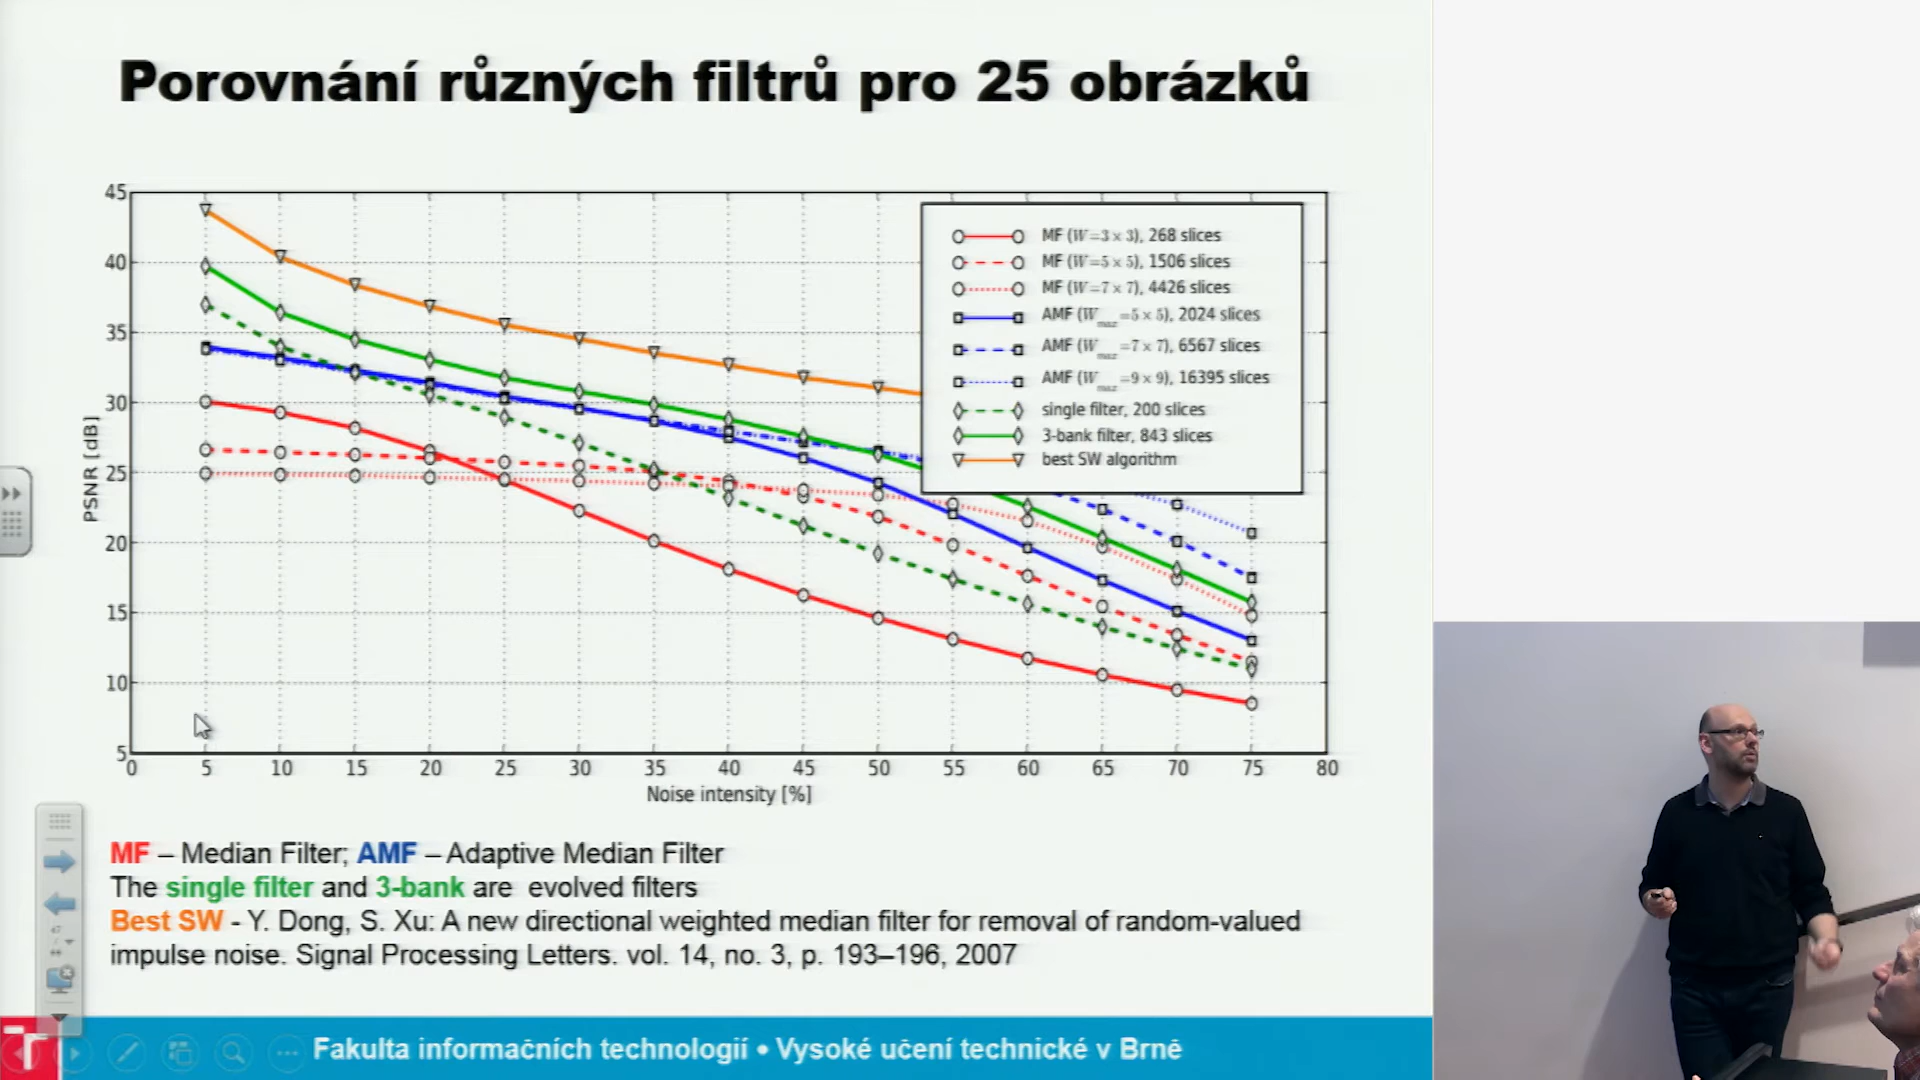 Porovnání různých filtrů pro 25 obrázků
45
40
35
30
25
20
15
10
5
PSNR [dB]
0 5 10 15 20 25 30 35 40 45 50 55 60 65 70 75 80
Noise intensity [%]
MF (W=3 × 3), 268 slices
MF (W=5 × 5), 1506 slices
MF (W=7 × 7), 4426 slices
AMF (Wmax=5 × 5), 2024 slices
AMF (Wmax=7 × 7), 6567 slices
AMF (Wmax=9 × 9), 16395 slices
single filter, 200 slices
3-bank filter, 843 slices
best SW algorithm
MF – Median Filter; AMF – Adaptive Median Filter
The single filter and 3-bank are evolved filters
Best SW - Y. Dong, S. Xu: A new directional weighted median filter for removal of random-valued
impulse noise. Signal Processing Letters. vol. 14, no. 3, p. 193–196, 2007
Fakulta informačních technologií • Vysoké učení technické v Brně